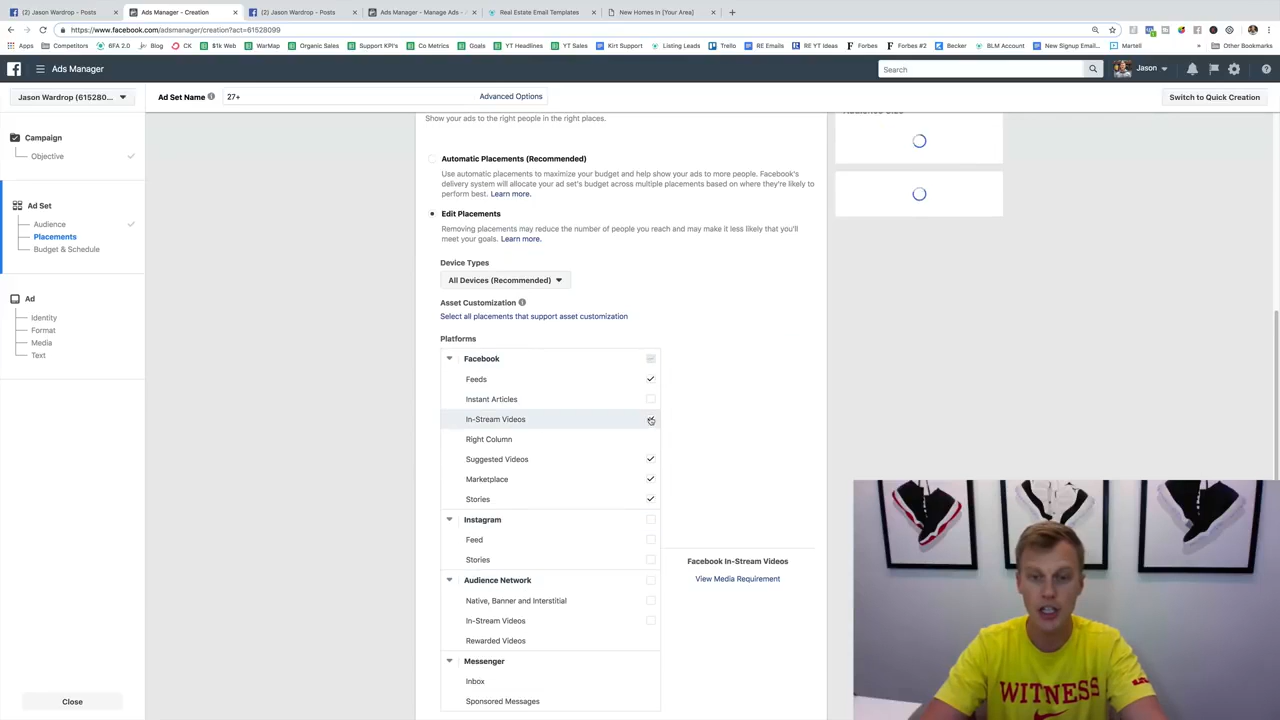 Jason Wardrop - Posts
Ads Manager - Creation
Jason Wardrop - Posts
Ads Manager - Manage Ads -
Real Estate Email Templates
New Homes In [Your Area]
https://www.facebook.com/adsmanager/creation?act=61528099
Apps
Competitors
6FA 2.0
Blog
CK
$1k Web
WarMap
Organic Sales
Support KPI's
Co Metrics
Goals
YT Headlines
YT Sales
Kirt Support
Listing Leads
Trello
RE Emails
RE YT Ideas
Forbes
Forbes #2
Becker
BLM Account
New Signup Email...
Martell
Other Bookmarks
Ads Manager
Search
Jason
Jason Wardrop (615280...
Ad Set Name
27+
Advanced Options
Switch to Quick Creation
Campaign
Objective
Ad Set
Audience
Placements
Budget & Schedule
Ad
Identity
Format
Media
Text
Close
Show your ads to the right people in the right places.
Automatic Placements (Recommended)
Use automatic placements to maximize your budget and help show your ads to more people. Facebook's
delivery system will allocate your ad set's budget across multiple placements based on where they're likely to
perform best. Learn more.
Edit Placements
Removing placements may reduce the number of people you reach and may make it less likely that you'll
meet your goals. Learn more.
Device Types
All Devices (Recommended)
Asset Customization
Select all placements that support asset customization
Platforms
Facebook
Feeds
Instant Articles
In-Stream Videos
Right Column
Suggested Videos
Marketplace
Stories
Instagram
Feed
Stories
Audience Network
Native, Banner and Interstitial
In-Stream Videos
Rewarded Videos
Messenger
Inbox
Sponsored Messages
Facebook In-Stream Videos
View Media Requirement
WITNESS